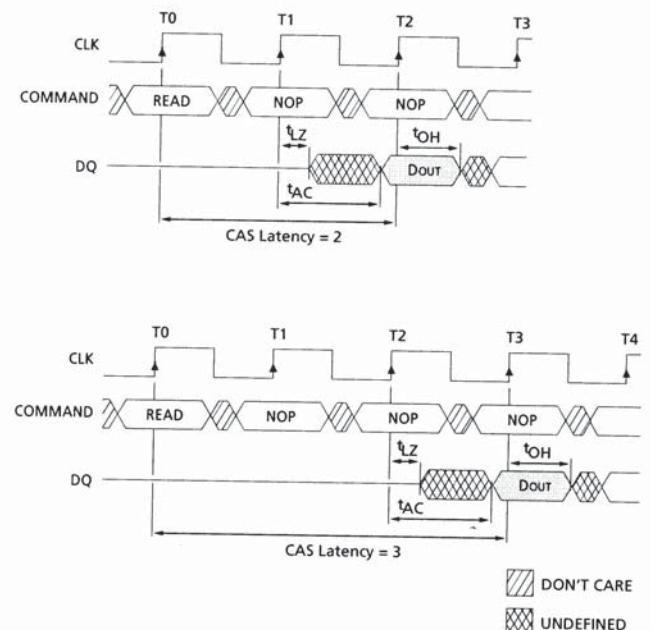 T0 T1 T2 T3
CLK
COMMAND READ NOP NOP
tLZ tOH
DQ DOUT
tAC
CAS Latency = 2
T0 T1 T2 T3 T4
CLK
COMMAND READ NOP NOP NOP
tLZ tOH
DQ DOUT
tAC
CAS Latency = 3
DON'T CARE
UNDEFINED